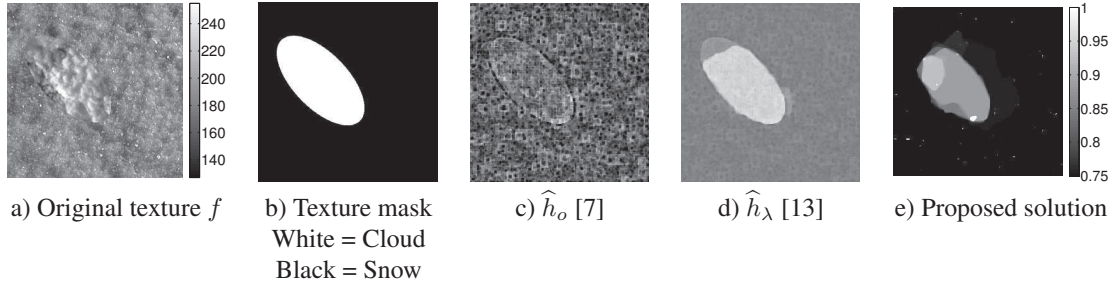 240
220
200
180
160
140
1
0.95
0.9
0.85
0.8
0.75
a) Original texture f
b) Texture mask
White = Cloud
Black = Snow
c) ĥₒ [7]
d) ĥ_λ [13]
e) Proposed solution